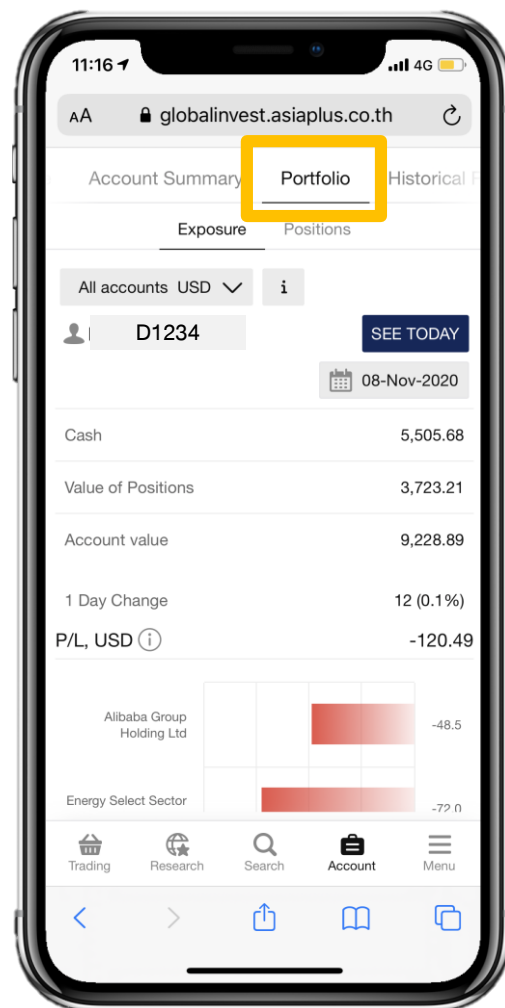 11:16
4G
AA globalinvest.asiaplus.co.th
Account Summary Portfolio Historical
Exposure Positions
All accounts USD i
D1234
SEE TODAY
08-Nov-2020
Cash 5,505.68
Value of Positions 3,723.21
Account value 9,228.89
1 Day Change 12 (0.1%)
P/L, USD i -120.49
Alibaba Group
Holding Ltd
-48.5
Energy Select Sector -72.0
Trading Research Search Account Menu